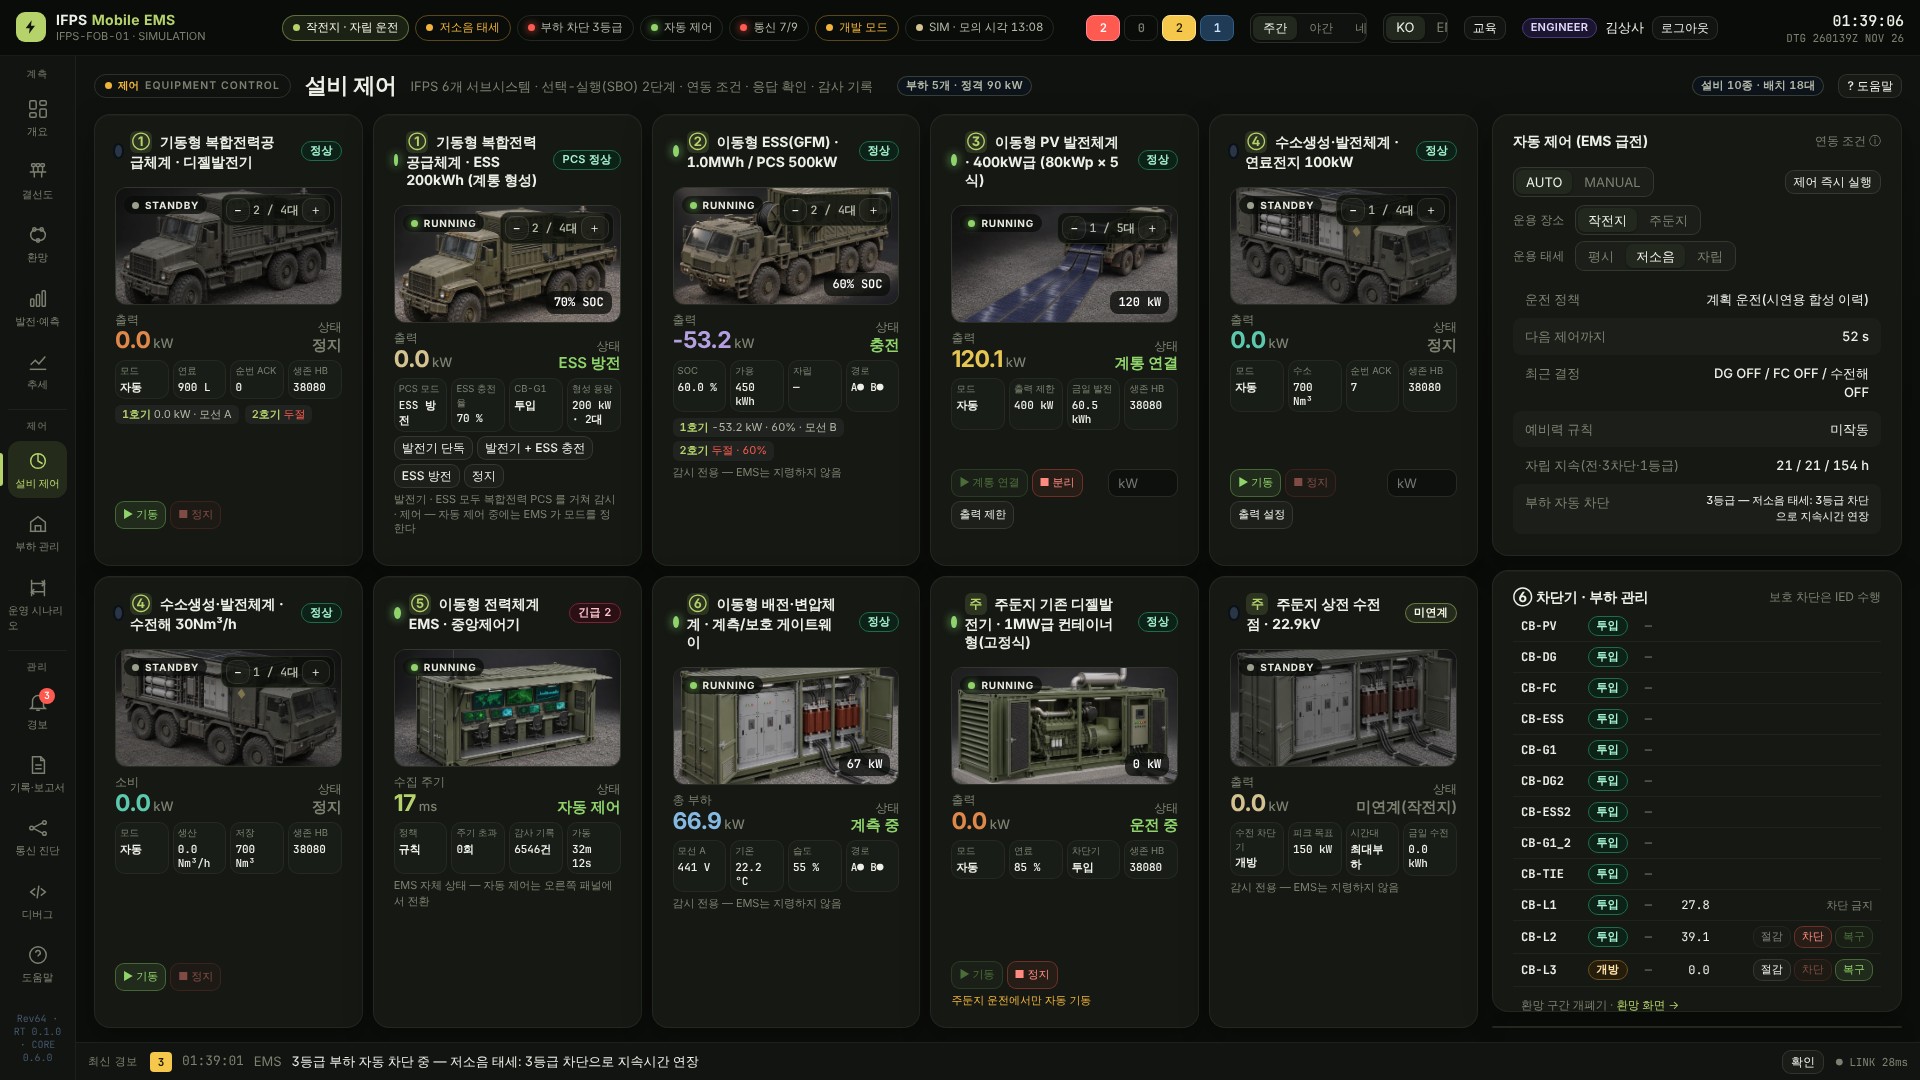 IFPS Mobile EMS
IFPS-FOB-01 · SIMULATION
작전지 · 자립 운전
저소음 태세
부하 차단 3등급
자동 제어
통신 7/9
개발 모드
SIM · 모의 시각 13:08
2 0 2 1
주간 야간
KO
교육
ENGINEER 김상사 로그아웃
01:39:06
DTG 260139Z NOV 26
계측
개요
결선도
환망
발전·예측
추세
제어
설비 제어
부하 관리
운영 시나리
오
관리
3
경보
기록·보고서
통신 진단
디버그
도움말
Rev64 ·
RT 0.1.0
· CORE
0.6.0
제어 EQUIPMENT CONTROL
설비 제어
IFPS 6개 서브시스템 · 선택-실행(SBO) 2단계 · 연동 조건 · 응답 확인 · 감사 기록
부하 5개 · 정격 90 kW
설비 10종 · 배치 18대
? 도움말
① 기동형 복합전력공
급체계 · 디젤발전기
정상
STANDBY
− 2 / 4대 +
출력
0.0 kW
상태
정지
모드 연료 순번 ACK 생존 HB
자동 900 L 0 38080
1호기 0.0 kW · 모선 A 2호기 두절
▶ 기동 ■ 정지
① 기동형 복합전력
공급체계 · ESS
200kWh (계통 형성)
PCS 정상
RUNNING
− 2 / 4대 +
70% SOC
출력
0.0 kW
상태
ESS 방전
PCS 모드 ESS 충전 CB-G1 형성 용량
율
ESS 방 70 % 투입 200 kW
전 · 2대
발전기 단독 발전기 + ESS 충전
ESS 방전 정지
발전기 · ESS 모두 복합전력 PCS 를 거쳐 감시
· 제어 — 자동 제어 중에는 EMS 가 모드를 정
한다
② 이동형 ESS(GFM) ·
1.0MWh / PCS 500kW
정상
RUNNING
− 2 / 4대 +
60% SOC
출력
-53.2 kW
상태
충전
SOC 가용 자립 경로
60.0 % 450 — A● B●
kWh
1호기 -53.2 kW · 60% · 모선 B
2호기 두절 · 60%
감시 전용 — EMS는 지령하지 않음
③ 이동형 PV 발전체계
· 400kW급 (80kWp × 5
식)
정상
RUNNING
− 1 / 5대 +
120 kW
출력
120.1 kW
상태
계통 연결
모드 출력 제한 금일 발전 생존 HB
자동 400 kW 60.5 38080
kWh
▶ 계통 연결 ■ 분리 kW
출력 제한
④ 수소생성·발전체계 ·
연료전지 100kW
정상
STANDBY
− 1 / 4대 +
출력
0.0 kW
상태
정지
모드 수소 순번 ACK 생존 HB
자동 700 7 38080
Nm³
▶ 기동 ■ 정지 kW
출력 설정
④ 수소생성·발전체계 ·
수전해 30Nm³/h
정상
STANDBY
− 1 / 4대 +
소비
0.0 kW
상태
정지
모드 생산 저장 생존 HB
자동 0.0 700 38080
Nm³/h Nm³
▶ 기동 ■ 정지
⑤ 이동형 전력체계
EMS · 중앙제어기
긴급 2
RUNNING
수집 주기
17 ms
상태
자동 제어
정책 주기 초과 감사 기록 가동
규칙 0회 6546건 32m
12s
EMS 자체 상태 — 자동 제어는 오른쪽 패널에
서 전환
⑥ 이동형 배전·변압체
계 · 계측/보호 게이트웨
이
정상
RUNNING
67 kW
총 부하
66.9 kW
상태
계측 중
모선 A 기온 습도 경로
441 V 22.2 55 % A● B●
°C
감시 전용 — EMS는 지령하지 않음
주 주둔지 기존 디젤발
전기 · 1MW급 컨테이너
형(고정식)
정상
RUNNING
0 kW
출력
0.0 kW
상태
운전 중
모드 연료 차단기 생존 HB
자동 85 % 투입 38080
▶ 기동 ■ 정지
주둔지 운전에서만 자동 기동
주 주둔지 상전 수전
점 · 22.9kV
미연계
STANDBY
출력
0.0 kW
상태
미연계(작전지)
수전 차단 피크 목표 시간대 금일 수전
기
개방 150 kW 최대부 0.0
하 kWh
감시 전용 — EMS는 지령하지 않음
자동 제어 (EMS 급전)
연동 조건 ⓘ
AUTO MANUAL
제어 즉시 실행
운용 장소 작전지 주둔지
운용 태세 평시 저소음 자립
운전 정책 계획 운전(시연용 합성 이력)
다음 제어까지 52 s
최근 결정 DG OFF / FC OFF / 수전해
OFF
예비력 규칙 미작동
자립 지속(전·3차단·1등급) 21 / 21 / 154 h
부하 자동 차단 3등급 — 저소음 태세: 3등급 차단
으로 지속시간 연장
⑥ 차단기 · 부하 관리
보호 차단은 IED 수행
CB-PV 투입 —
CB-DG 투입 —
CB-FC 투입 —
CB-ESS 투입 —
CB-G1 투입 —
CB-DG2 투입 —
CB-ESS2 투입 —
CB-G1_2 투입 —
CB-TIE 투입 —
CB-L1 투입 — 27.8 차단 금지
CB-L2 투입 — 39.1 절감 차단 복구
CB-L3 개방 — 0.0 절감 차단 복구
환망 구간 개폐기 · 환망 화면 →
최신 경보 3 01:39:01 EMS 3등급 부하 자동 차단 중 — 저소음 태세: 3등급 차단으로 지속시간 연장
확인
LINK 28ms